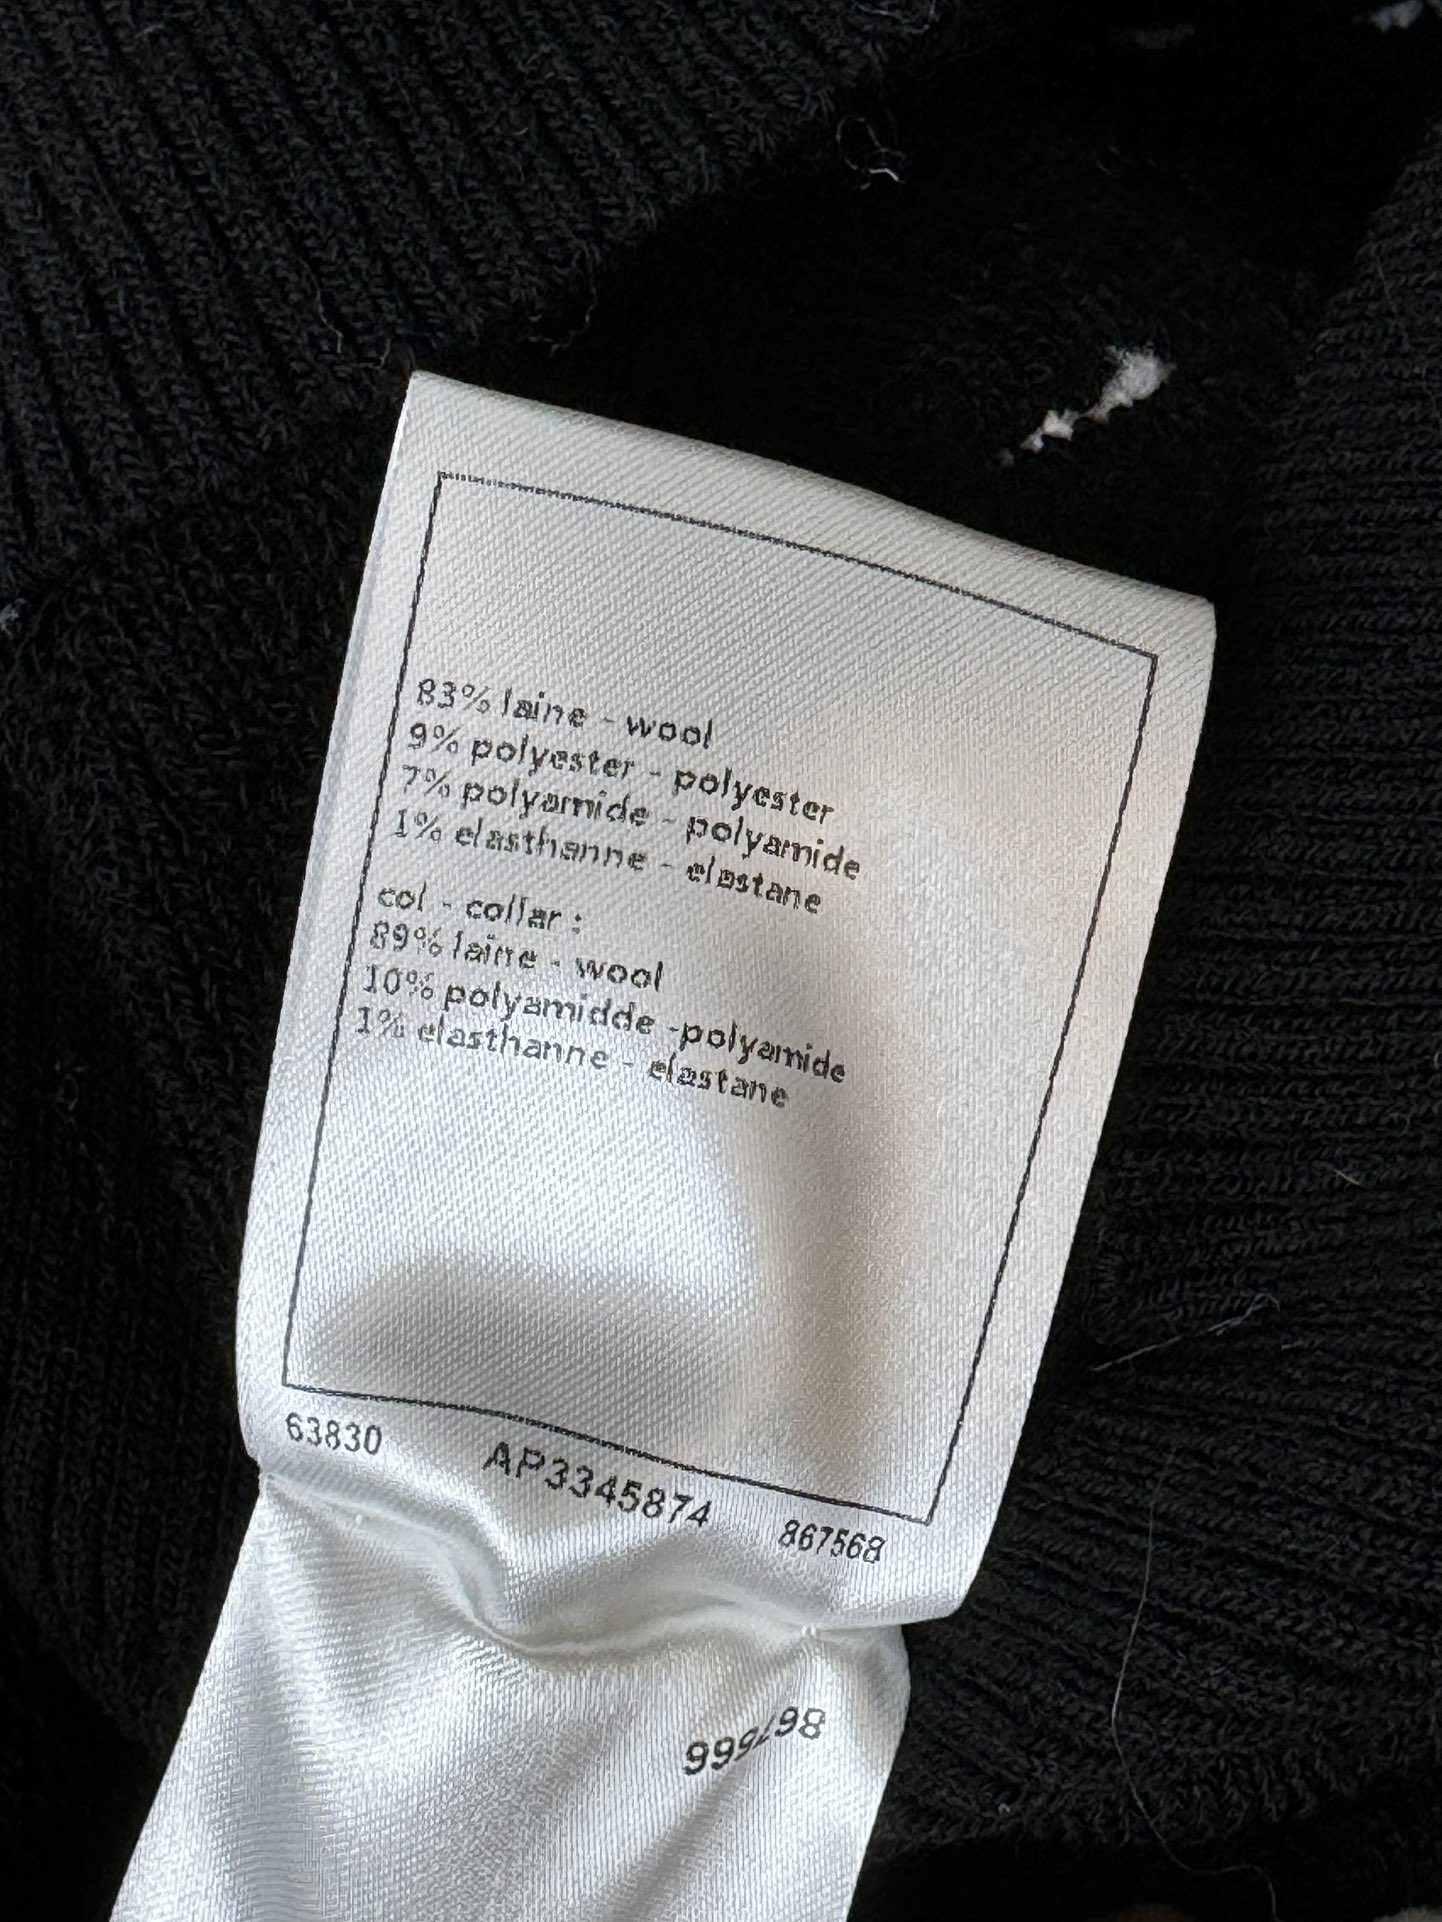 83% laine - wool
9% polyester - polyester
7% polyamide - polyamide
1% elasthanne - elastane
col - collar :
89% laine - wool
10% polyamidde -polyamide
1% elasthanne - elastane
63830 AP3345874 867568